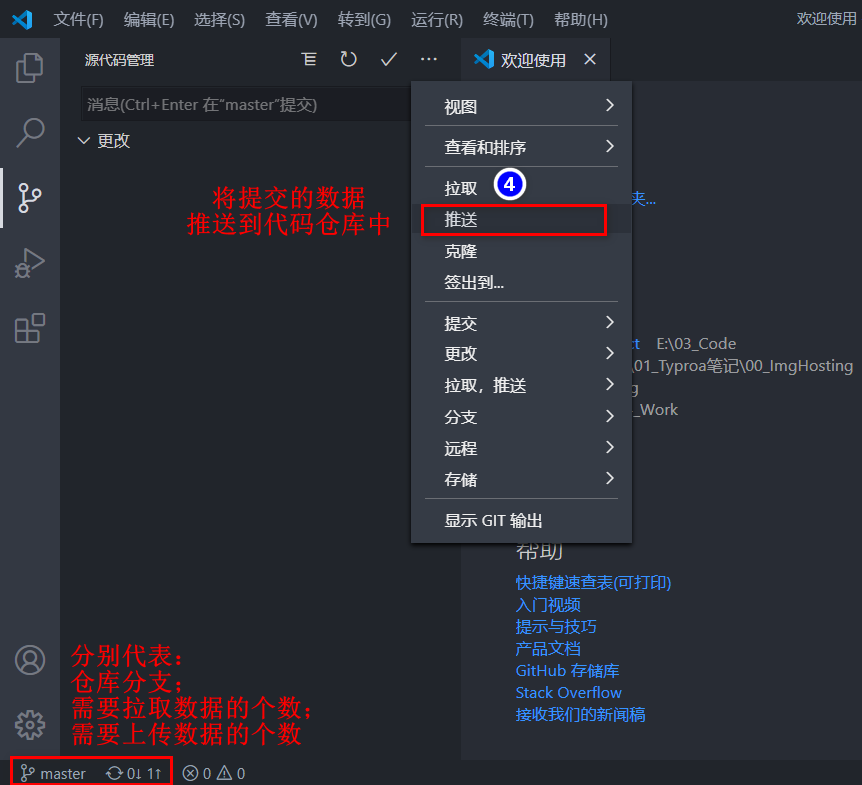 文件(F) 编辑(E) 选择(S) 查看(V) 转到(G) 运行(R) 终端(T) 帮助(H) 欢迎使用
源代码管理
欢迎使用
消息(Ctrl+Enter 在“master”提交)
更改
视图
查看和排序
拉取
4
推送
克隆
签出到...
提交
更改
拉取，推送
分支
远程
存储
显示 GIT 输出
将提交的数据
推送到代码仓库中
夹...
ct E:\03_Code
\01_Typroa笔记\00_ImgHosting
g
_Work
帮助
快捷键速查表(可打印)
入门视频
提示与技巧
产品文档
GitHub 存储库
Stack Overflow
接收我们的新闻稿
分别代表：
仓库分支；
需要拉取数据的个数；
需要上传数据的个数
master 0↓ 1↑ 0 0